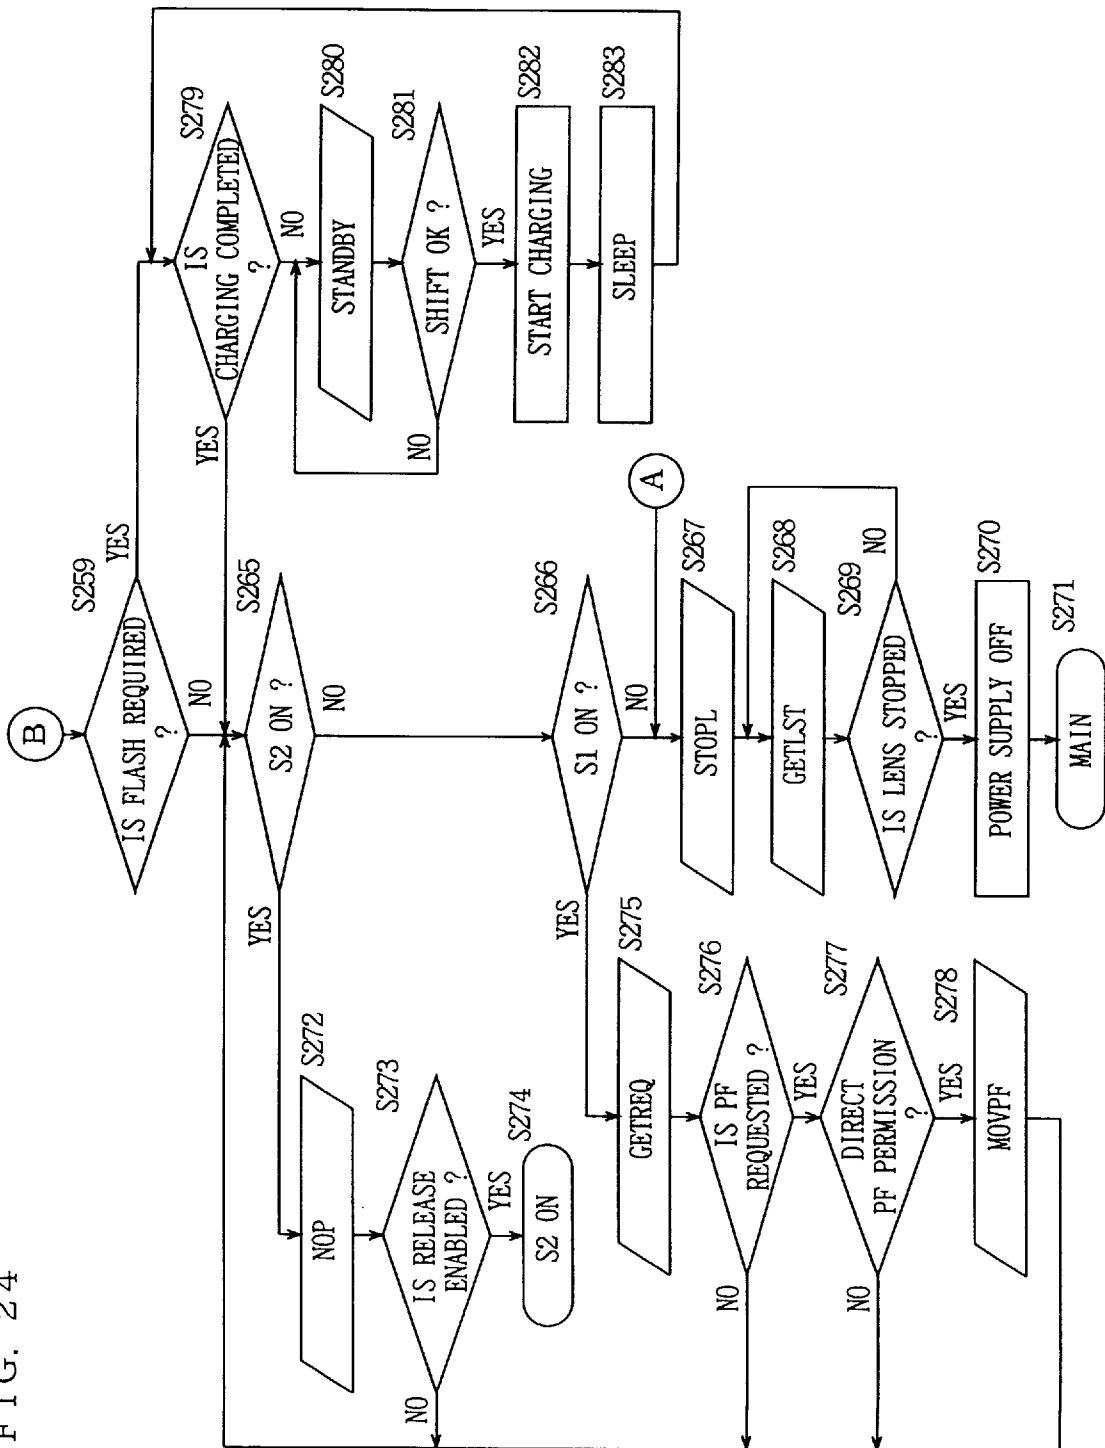 FIG. 24
B
S259
IS FLASH REQUIRED
?
YES
NO
S279
IS
CHARGING COMPLETED
?
YES
NO
S280
STANDBY
S281
SHIFT OK ?
NO
YES
S282
START CHARGING
S283
SLEEP
S265
S2 ON ?
YES
NO
S272
NOP
S273
IS RELEASE
ENABLED ?
NO
YES
S274
S2 ON
S266
S1 ON ?
YES
NO
A
S267
STOPL
S268
GETLST
S269
IS LENS STOPPED
?
NO
YES
S270
POWER SUPPLY OFF
S271
MAIN
S275
GETREQ
S276
IS PF
REQUESTED ?
NO
YES
S277
DIRECT
PF PERMISSION
?
NO
YES
S278
MOVPF